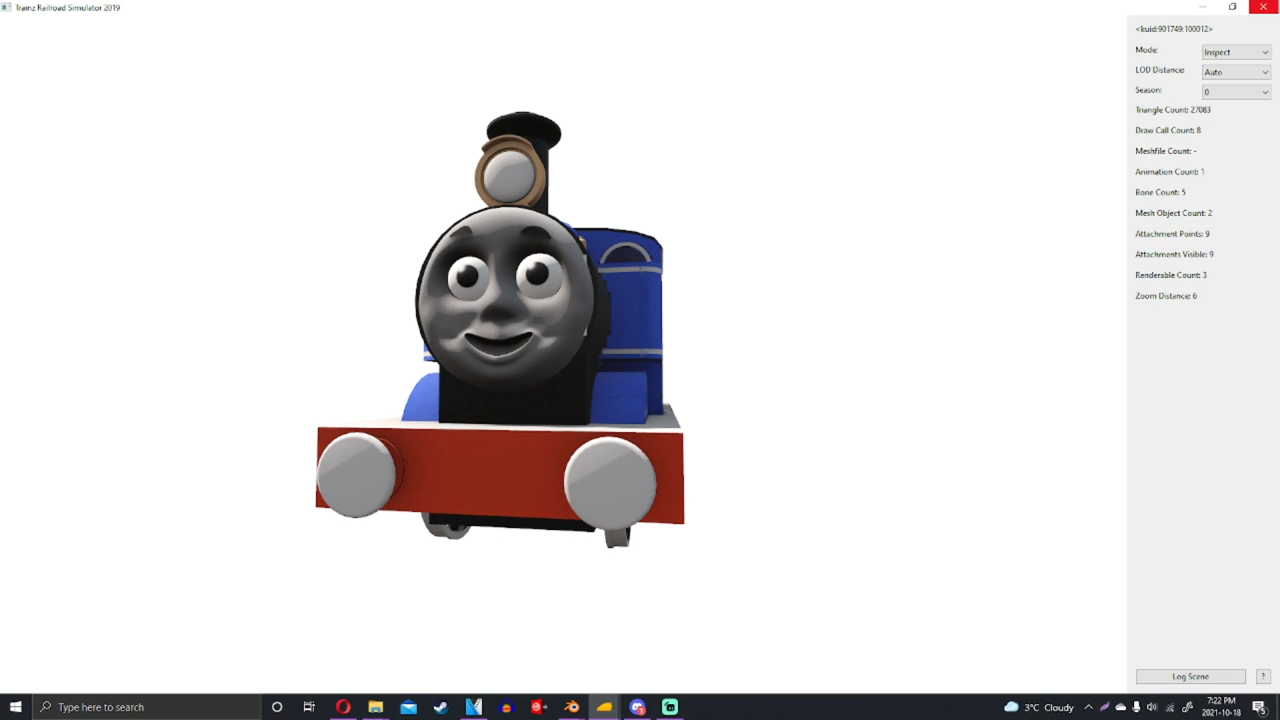 Trainz Railroad Simulator 2019
<kuid:901749:100012>
Mode: Inspect
LOD Distance: Auto
Season: 0
Triangle Count: 27083
Draw Call Count: 8
Meshfile Count: -
Animation Count: 1
Bone Count: 5
Mesh Object Count: 2
Attachment Points: 9
Attachments Visible: 9
Renderable Count: 3
Zoom Distance: 6
Log Scene ?
Type here to search
3°C Cloudy
7:22 PM
2021-10-18
5